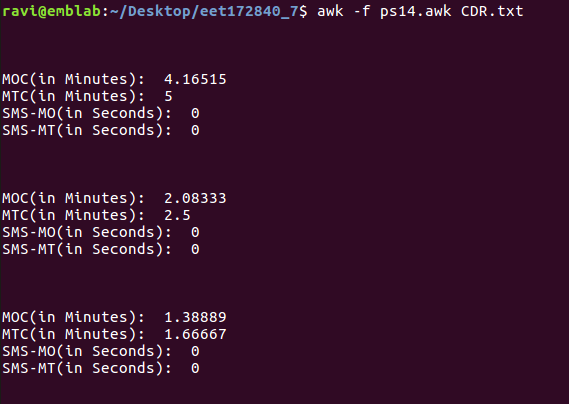 ravi@emblab:~/Desktop/eet172840_7$ awk -f ps14.awk CDR.txt
MOC(in Minutes):  4.16515
MTC(in Minutes):  5
SMS-MO(in Seconds):  0
SMS-MT(in Seconds):  0
MOC(in Minutes):  2.08333
MTC(in Minutes):  2.5
SMS-MO(in Seconds):  0
SMS-MT(in Seconds):  0
MOC(in Minutes):  1.38889
MTC(in Minutes):  1.66667
SMS-MO(in Seconds):  0
SMS-MT(in Seconds):  0